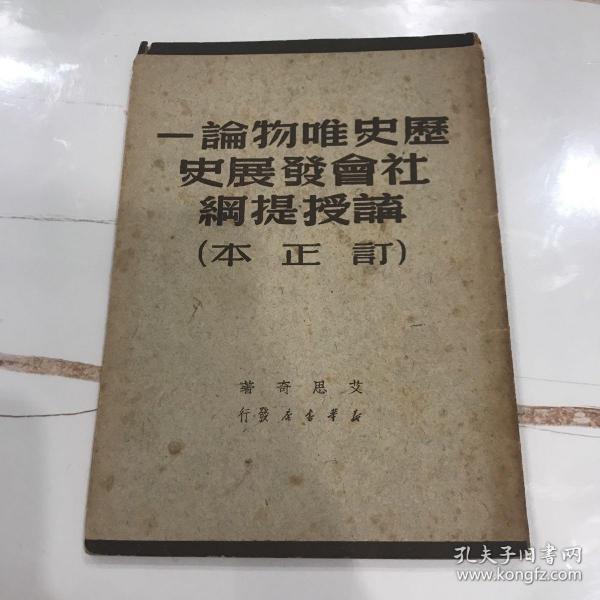 歷史唯物論一
社會發展史
講授提綱
(訂正本)
艾思奇著
新華書店發行
孔夫子旧书网
www.kongfz.com